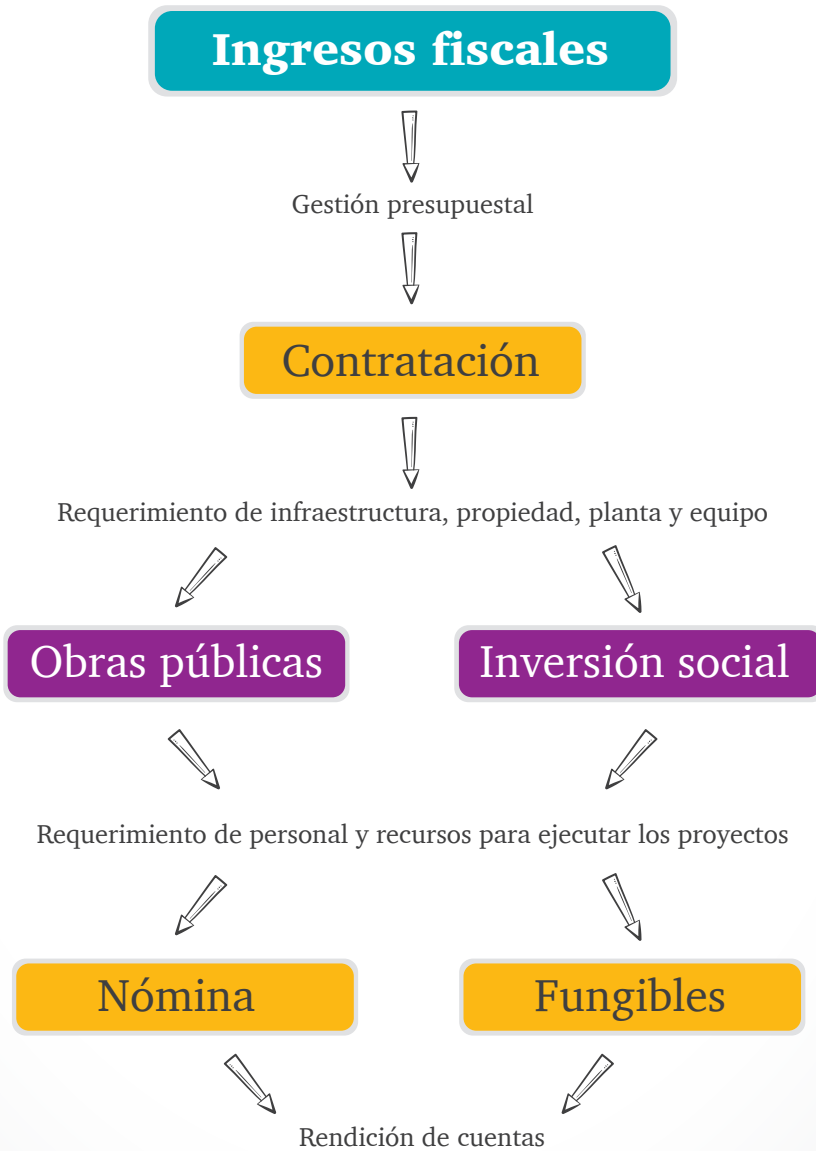 Ingresos fiscales
Gestión presupuestal
Contratación
Requerimiento de infraestructura, propiedad, planta y equipo
Obras públicas
Inversión social
Requerimiento de personal y recursos para ejecutar los proyectos
Nómina
Fungibles
Rendición de cuentas